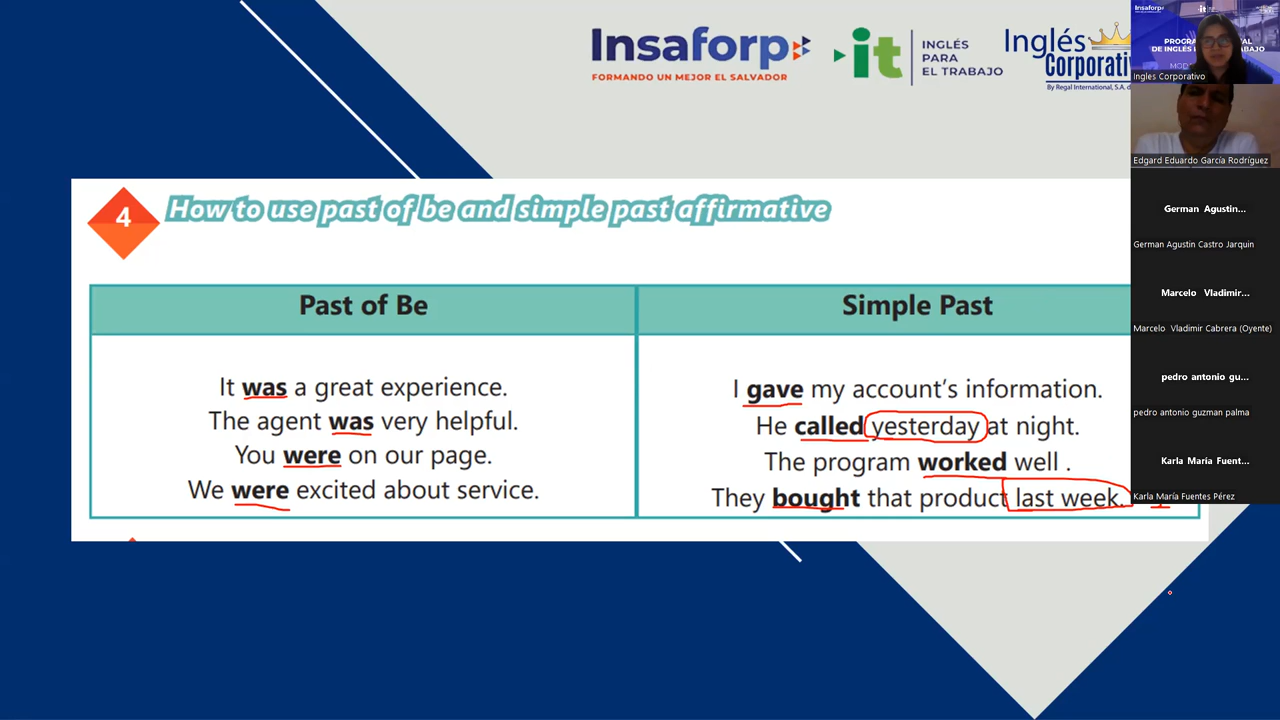 Insaforp
FORMANDO UN MEJOR EL SALVADOR
it
INGLÉS
PARA
EL TRABAJO
Inglés
Corporativ
By Regal International, S.A. d
4
How to use past of be and simple past affirmative
Past of Be
It was a great experience.
The agent was very helpful.
You were on our page.
We were excited about service.
Simple Past
I gave my account's information.
He called yesterday at night.
The program worked well .
They bought that product last week.
Insaforp
it
Ingles Corporativo
Edgard Eduardo García Rodríguez
German Agustin...
German Agustin Castro Jarquin
Marcelo Vladimir...
Marcelo Vladimir Cabrera (Oyente)
pedro antonio gu...
pedro antonio guzman palma
Karla María Fuent...
Karla María Fuentes Pérez